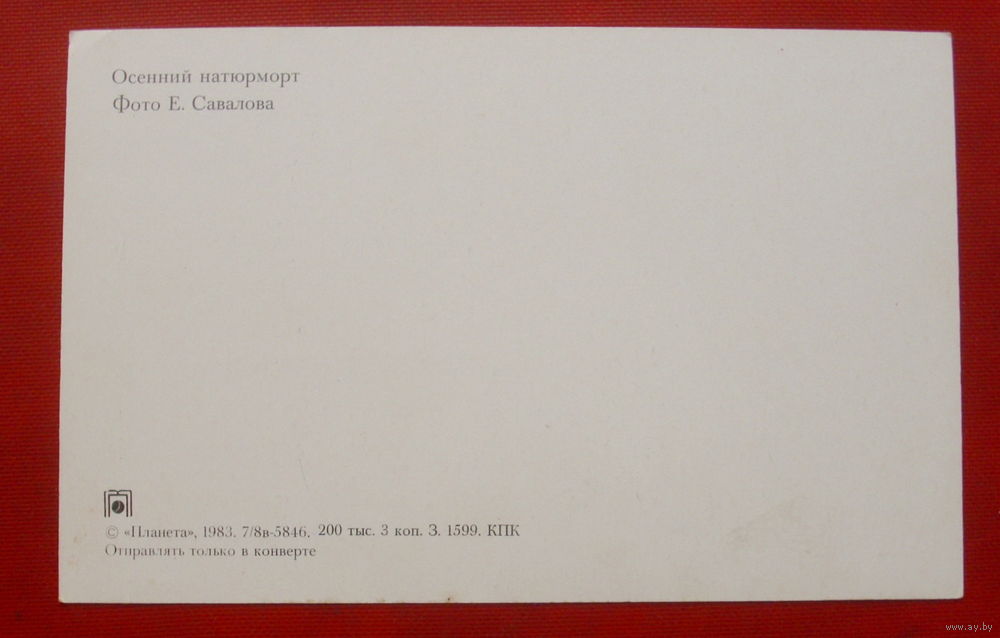 Осенний натюрморт
Фото Е. Савалова
© «Планета», 1983. 7/8в-5846. 200 тыс. 3 коп. З. 1599. КПК
Отправлять только в конверте
www.ay.by